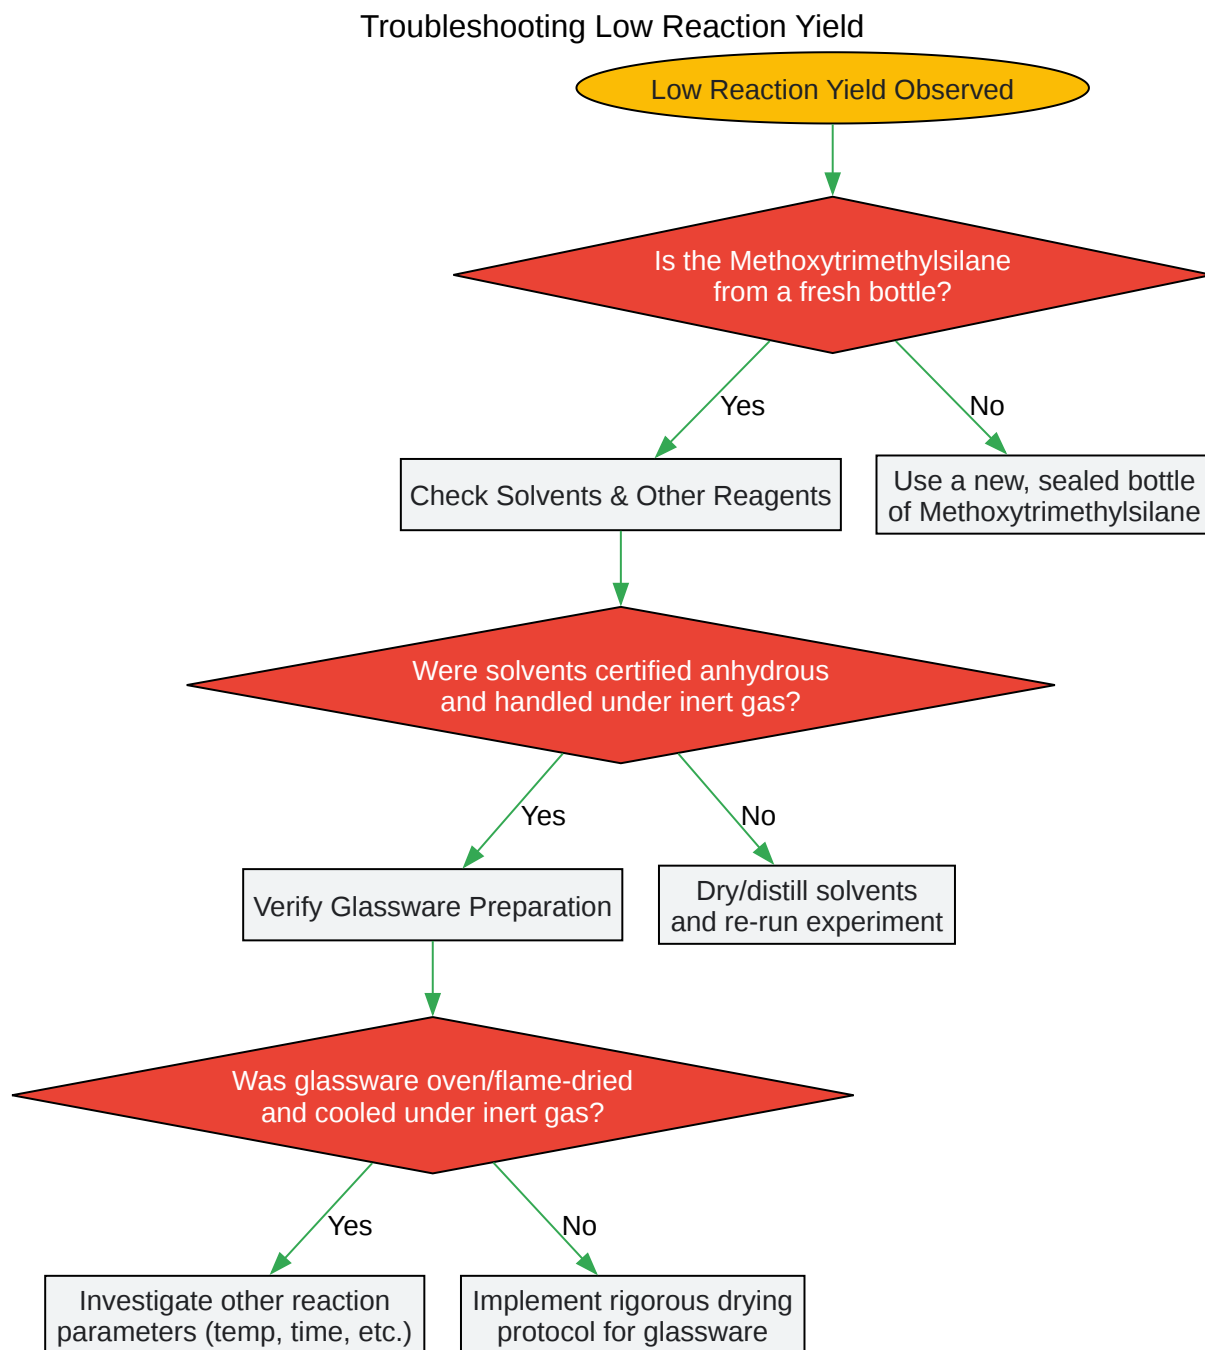 Troubleshooting Low Reaction Yield
Low Reaction Yield Observed
Is the Methoxytrimethylsilane
from a fresh bottle?
Yes
No
Check Solvents & Other Reagents
Use a new, sealed bottle
of Methoxytrimethylsilane
Were solvents certified anhydrous
and handled under inert gas?
Yes
No
Verify Glassware Preparation
Dry/distill solvents
and re-run experiment
Was glassware oven/flame-dried
and cooled under inert gas?
Yes
No
Investigate other reaction
parameters (temp, time, etc.)
Implement rigorous drying
protocol for glassware